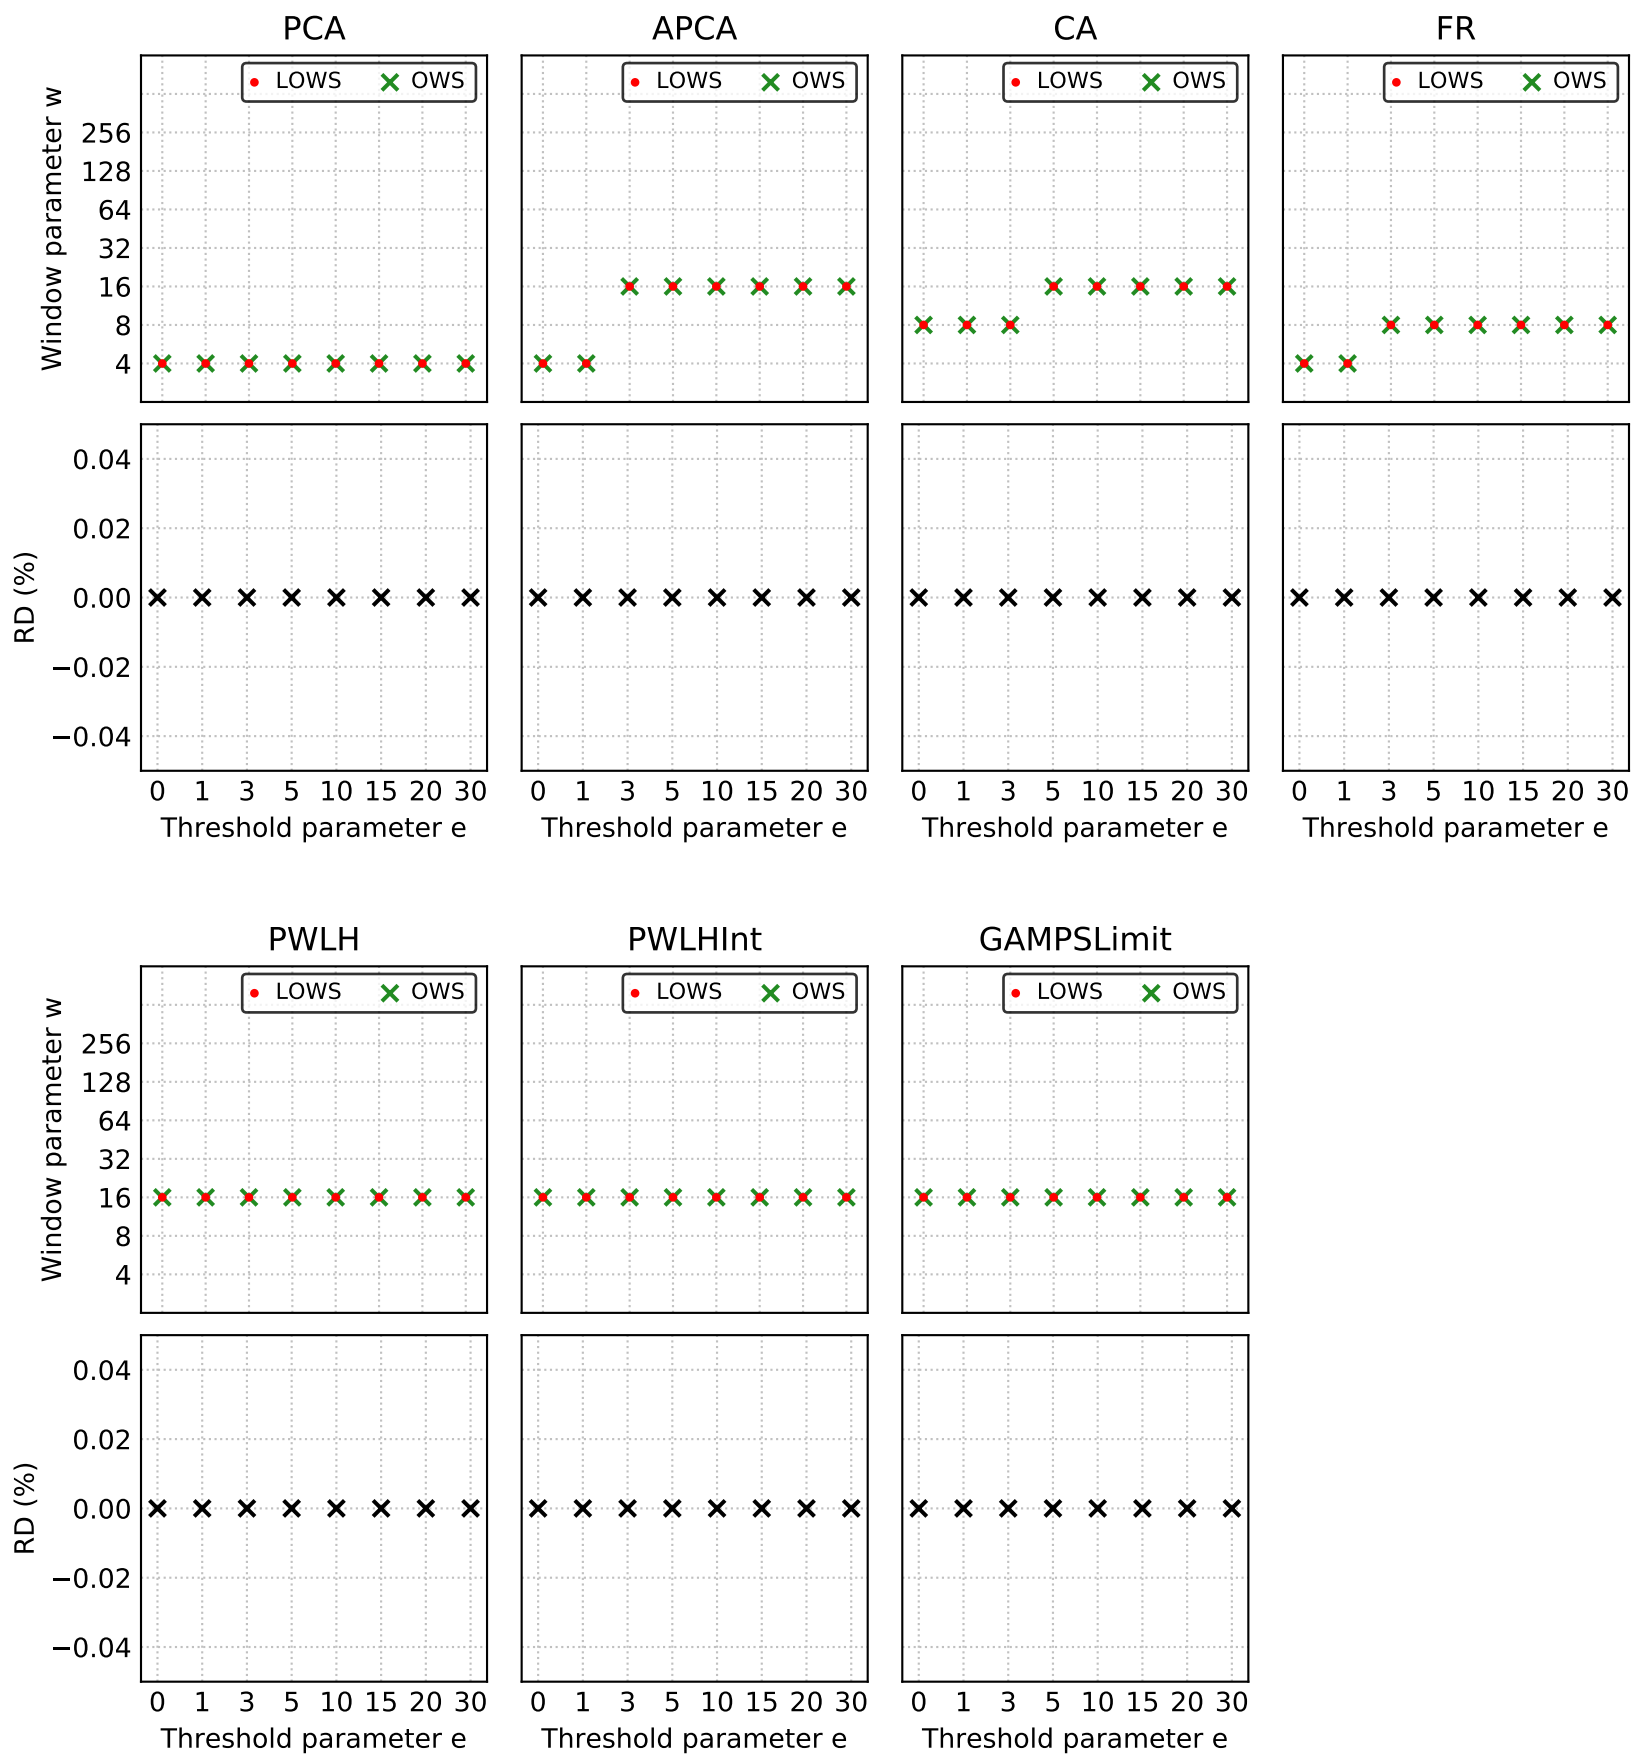 PCA APCA CA FR
LOWS OWS LOWS OWS LOWS OWS LOWS OWS
Window parameter w
256
128
64
32
16
8
4
RD (%)
0.04
0.02
0.00
−0.02
−0.04
0 1 3 5 10 15 20 30 0 1 3 5 10 15 20 30 0 1 3 5 10 15 20 30 0 1 3 5 10 15 20 30
Threshold parameter e Threshold parameter e Threshold parameter e Threshold parameter e
PWLH PWLHInt GAMPSLimit
LOWS OWS LOWS OWS LOWS OWS
Window parameter w
256
128
64
32
16
8
4
RD (%)
0.04
0.02
0.00
−0.02
−0.04
0 1 3 5 10 15 20 30 0 1 3 5 10 15 20 30 0 1 3 5 10 15 20 30
Threshold parameter e Threshold parameter e Threshold parameter e